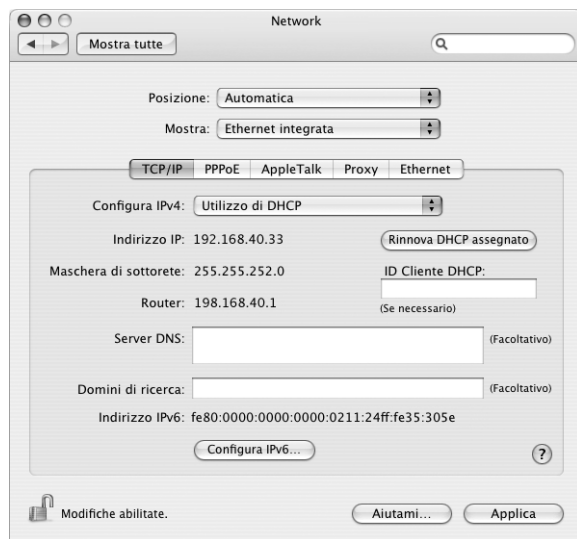 Network
Mostra tutte
Posizione: Automatica
Mostra: Ethernet integrata
TCP/IP PPPoE AppleTalk Proxy Ethernet
Configura IPv4: Utilizzo di DHCP
Indirizzo IP: 192.168.40.33 Rinnova DHCP assegnato
Maschera di sottorete: 255.255.252.0 ID Cliente DHCP:
Router: 198.168.40.1 (Se necessario)
Server DNS: (Facoltativo)
Domini di ricerca: (Facoltativo)
Indirizzo IPv6: fe80:0000:0000:0000:0211:24ff:fe35:305e
Configura IPv6... ?
Modifiche abilitate. Aiutami... Applica